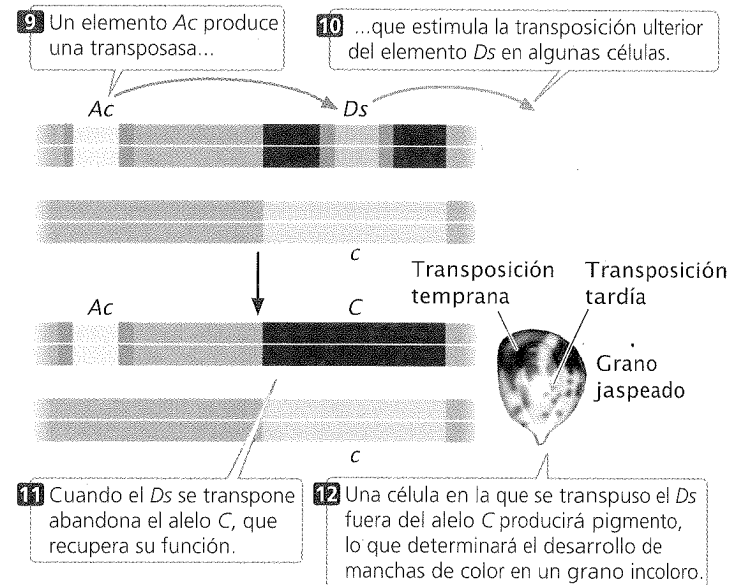 9 Un elemento Ac produce
una transposasa...
10 ...que estimula la transposición ulterior
del elemento Ds en algunas células.
Ac
Ds
c
Ac
C
c
Transposición
temprana
Transposición
tardía
Grano
jaspeado
11 Cuando el Ds se transpone
abandona el alelo C, que
recupera su función.
12 Una célula en la que se transpuso el Ds
fuera del alelo C producirá pigmento,
lo que determinará el desarrollo de
manchas de color en un grano incoloro.